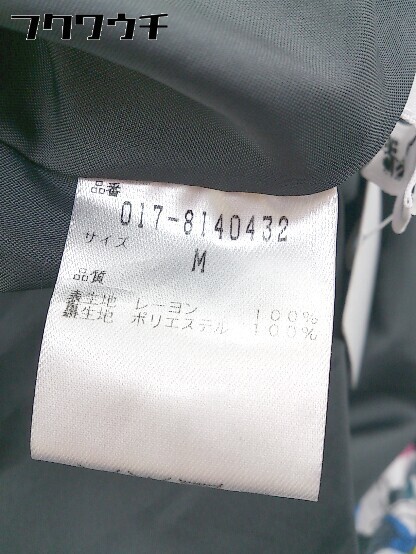 フクワウチ
品番
017-8140432
サイズ
M
品質
表生地 レーヨン 100%
裏生地 ポリエステル 100%